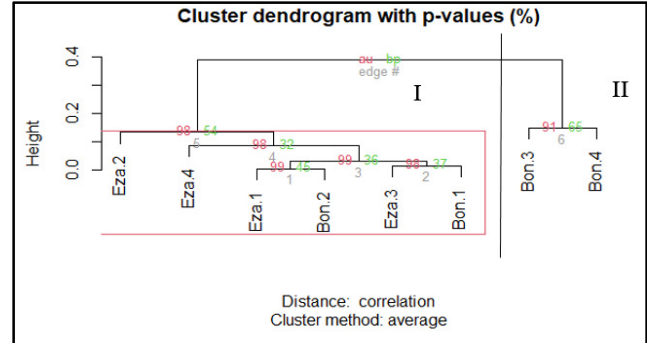 Cluster dendrogram with p-values (%)
0.4
au bp
edge #
I
II
Height
0.2
98 54
5
98 32
4
99 36
3
91 65
6
0.0
99 45
1
98 37
2
Eza.2
Eza.4
Eza.1
Bon.2
Eza.3
Bon.1
Bon.3
Bon.4
Distance: correlation
Cluster method: average